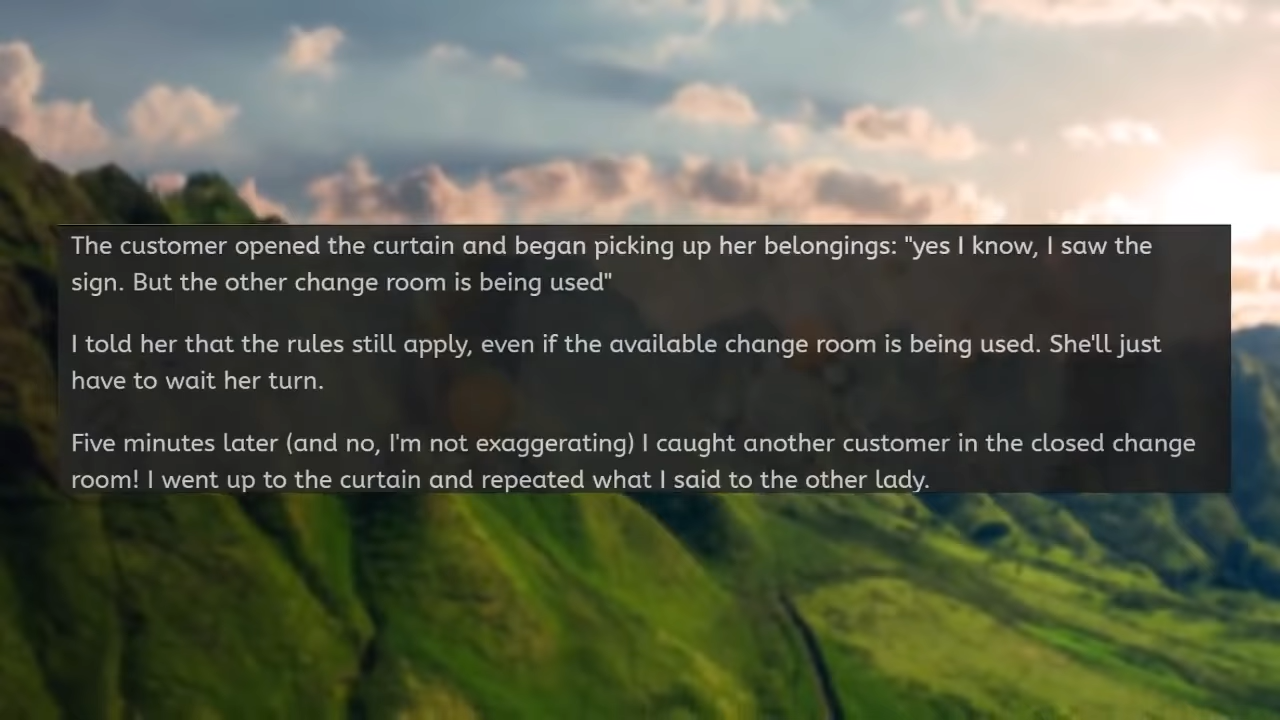 The customer opened the curtain and began picking up her belongings: "yes I know, I saw the
sign. But the other change room is being used"
I told her that the rules still apply, even if the available change room is being used. She'll just
have to wait her turn.
Five minutes later (and no, I'm not exaggerating) I caught another customer in the closed change
room! I went up to the curtain and repeated what I said to the other lady.